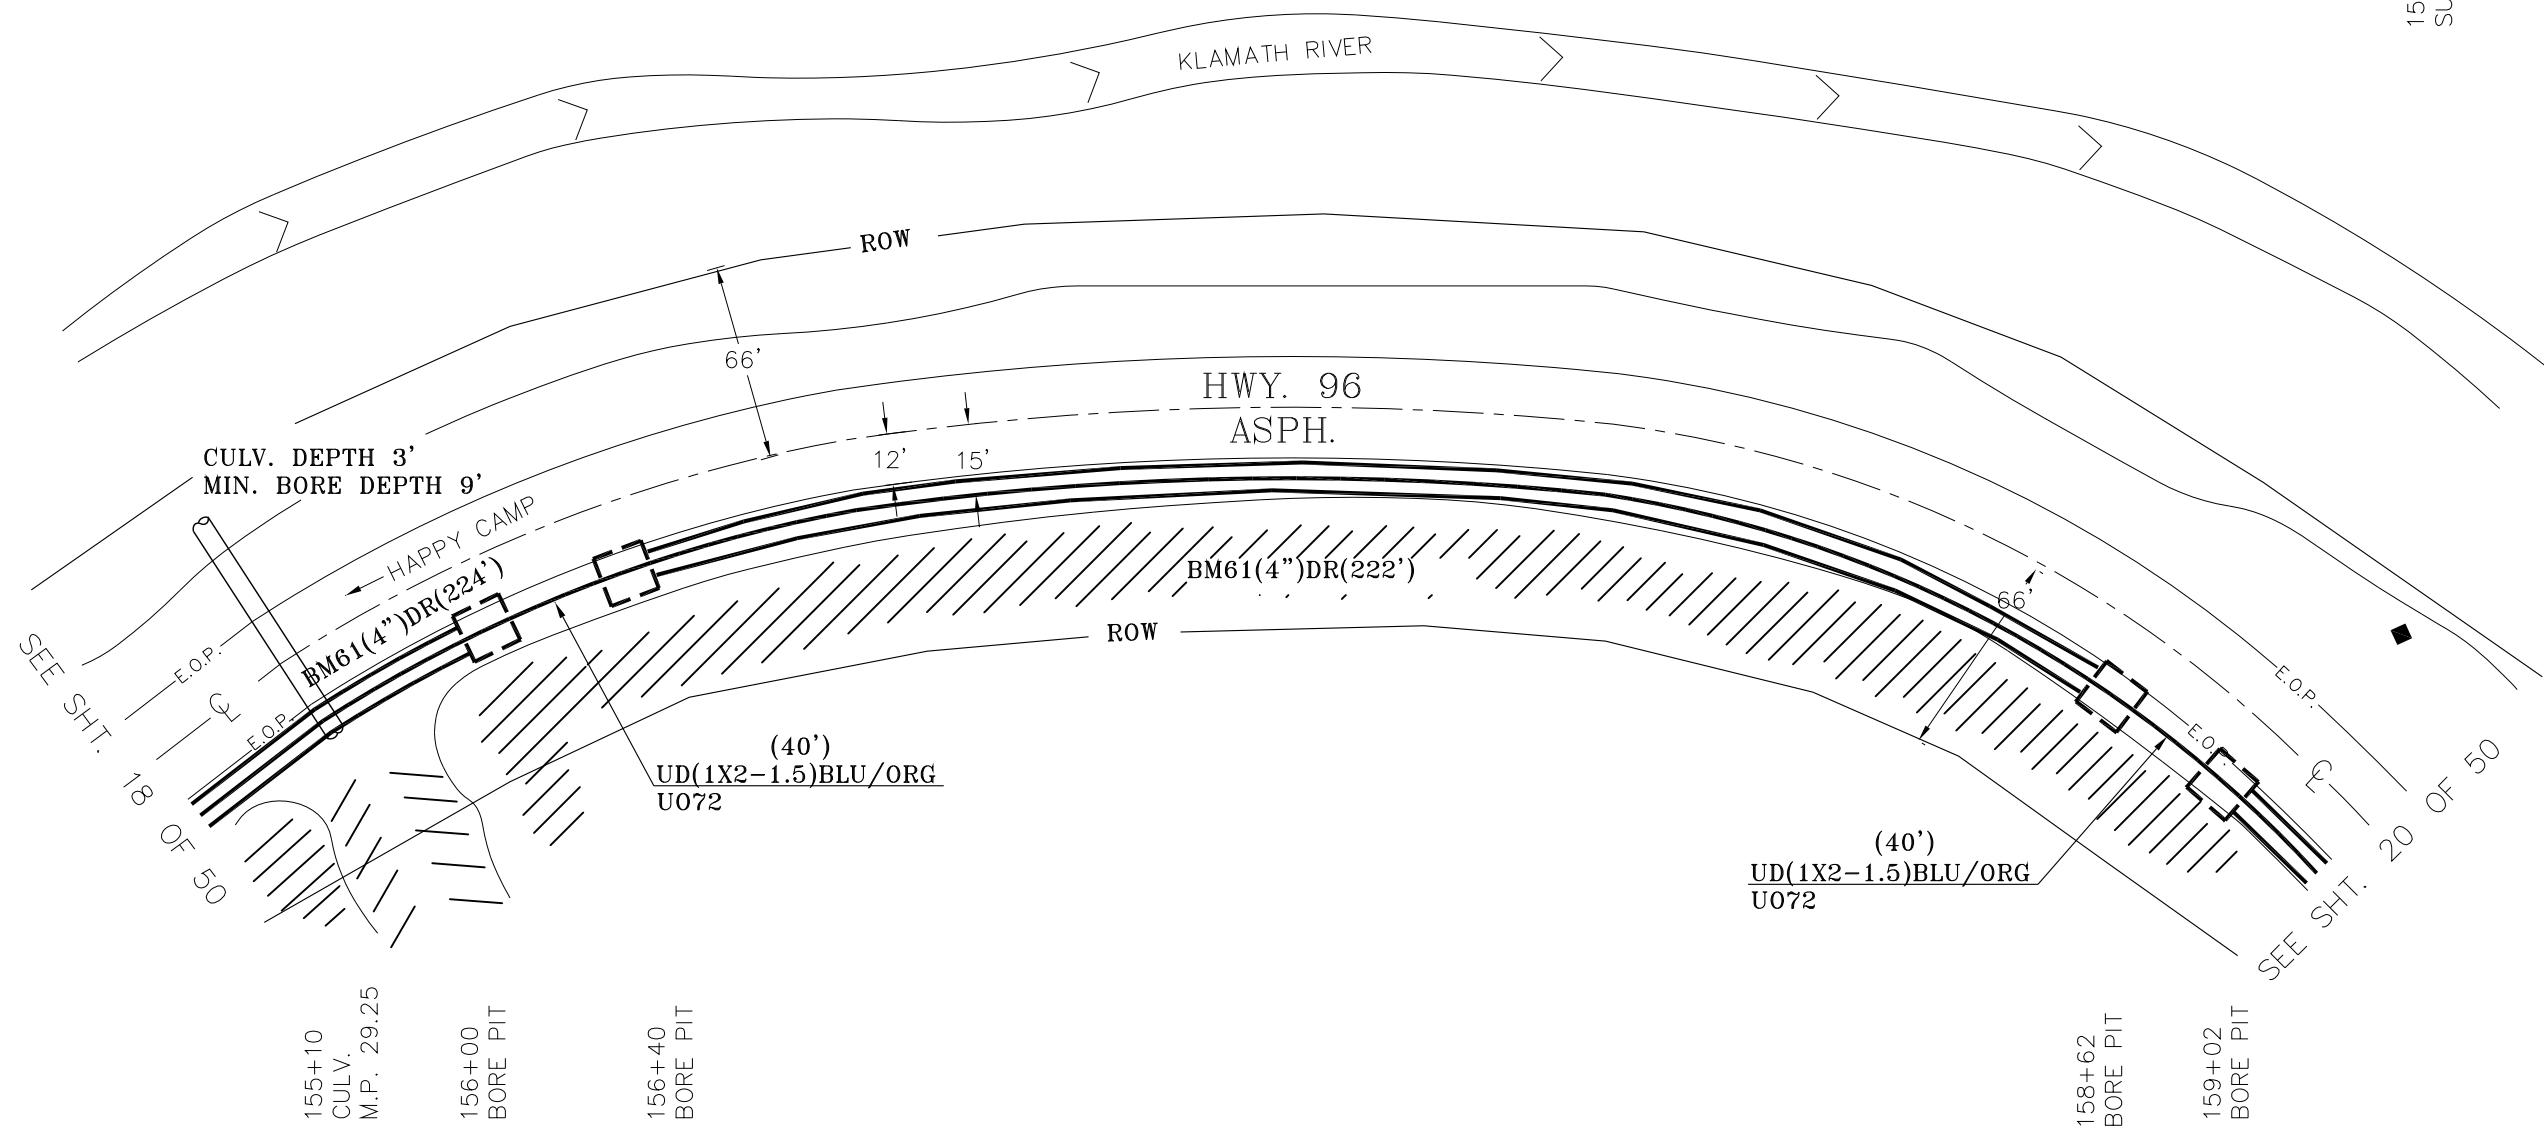 15
SU
KLAMATH RIVER
ROW
66'
HWY. 96
ASPH.
12'
15'
CULV. DEPTH 3'
MIN. BORE DEPTH 9'
HAPPY CAMP
BM61(4")DR(224')
BM61(4")DR(222')
66'
ROW
E.O.P.
E.O.P.
E.O.P.
E.O.P.
SEE SHT. 18 OF 50
SEE SHT. 20 OF 50
(40')
UD(1X2-1.5)BLU/ORG
U072
(40')
UD(1X2-1.5)BLU/ORG
U072
155+10
CULV.
M.P. 29.25
156+00
BORE PIT
156+40
BORE PIT
158+62
BORE PIT
159+02
BORE PIT